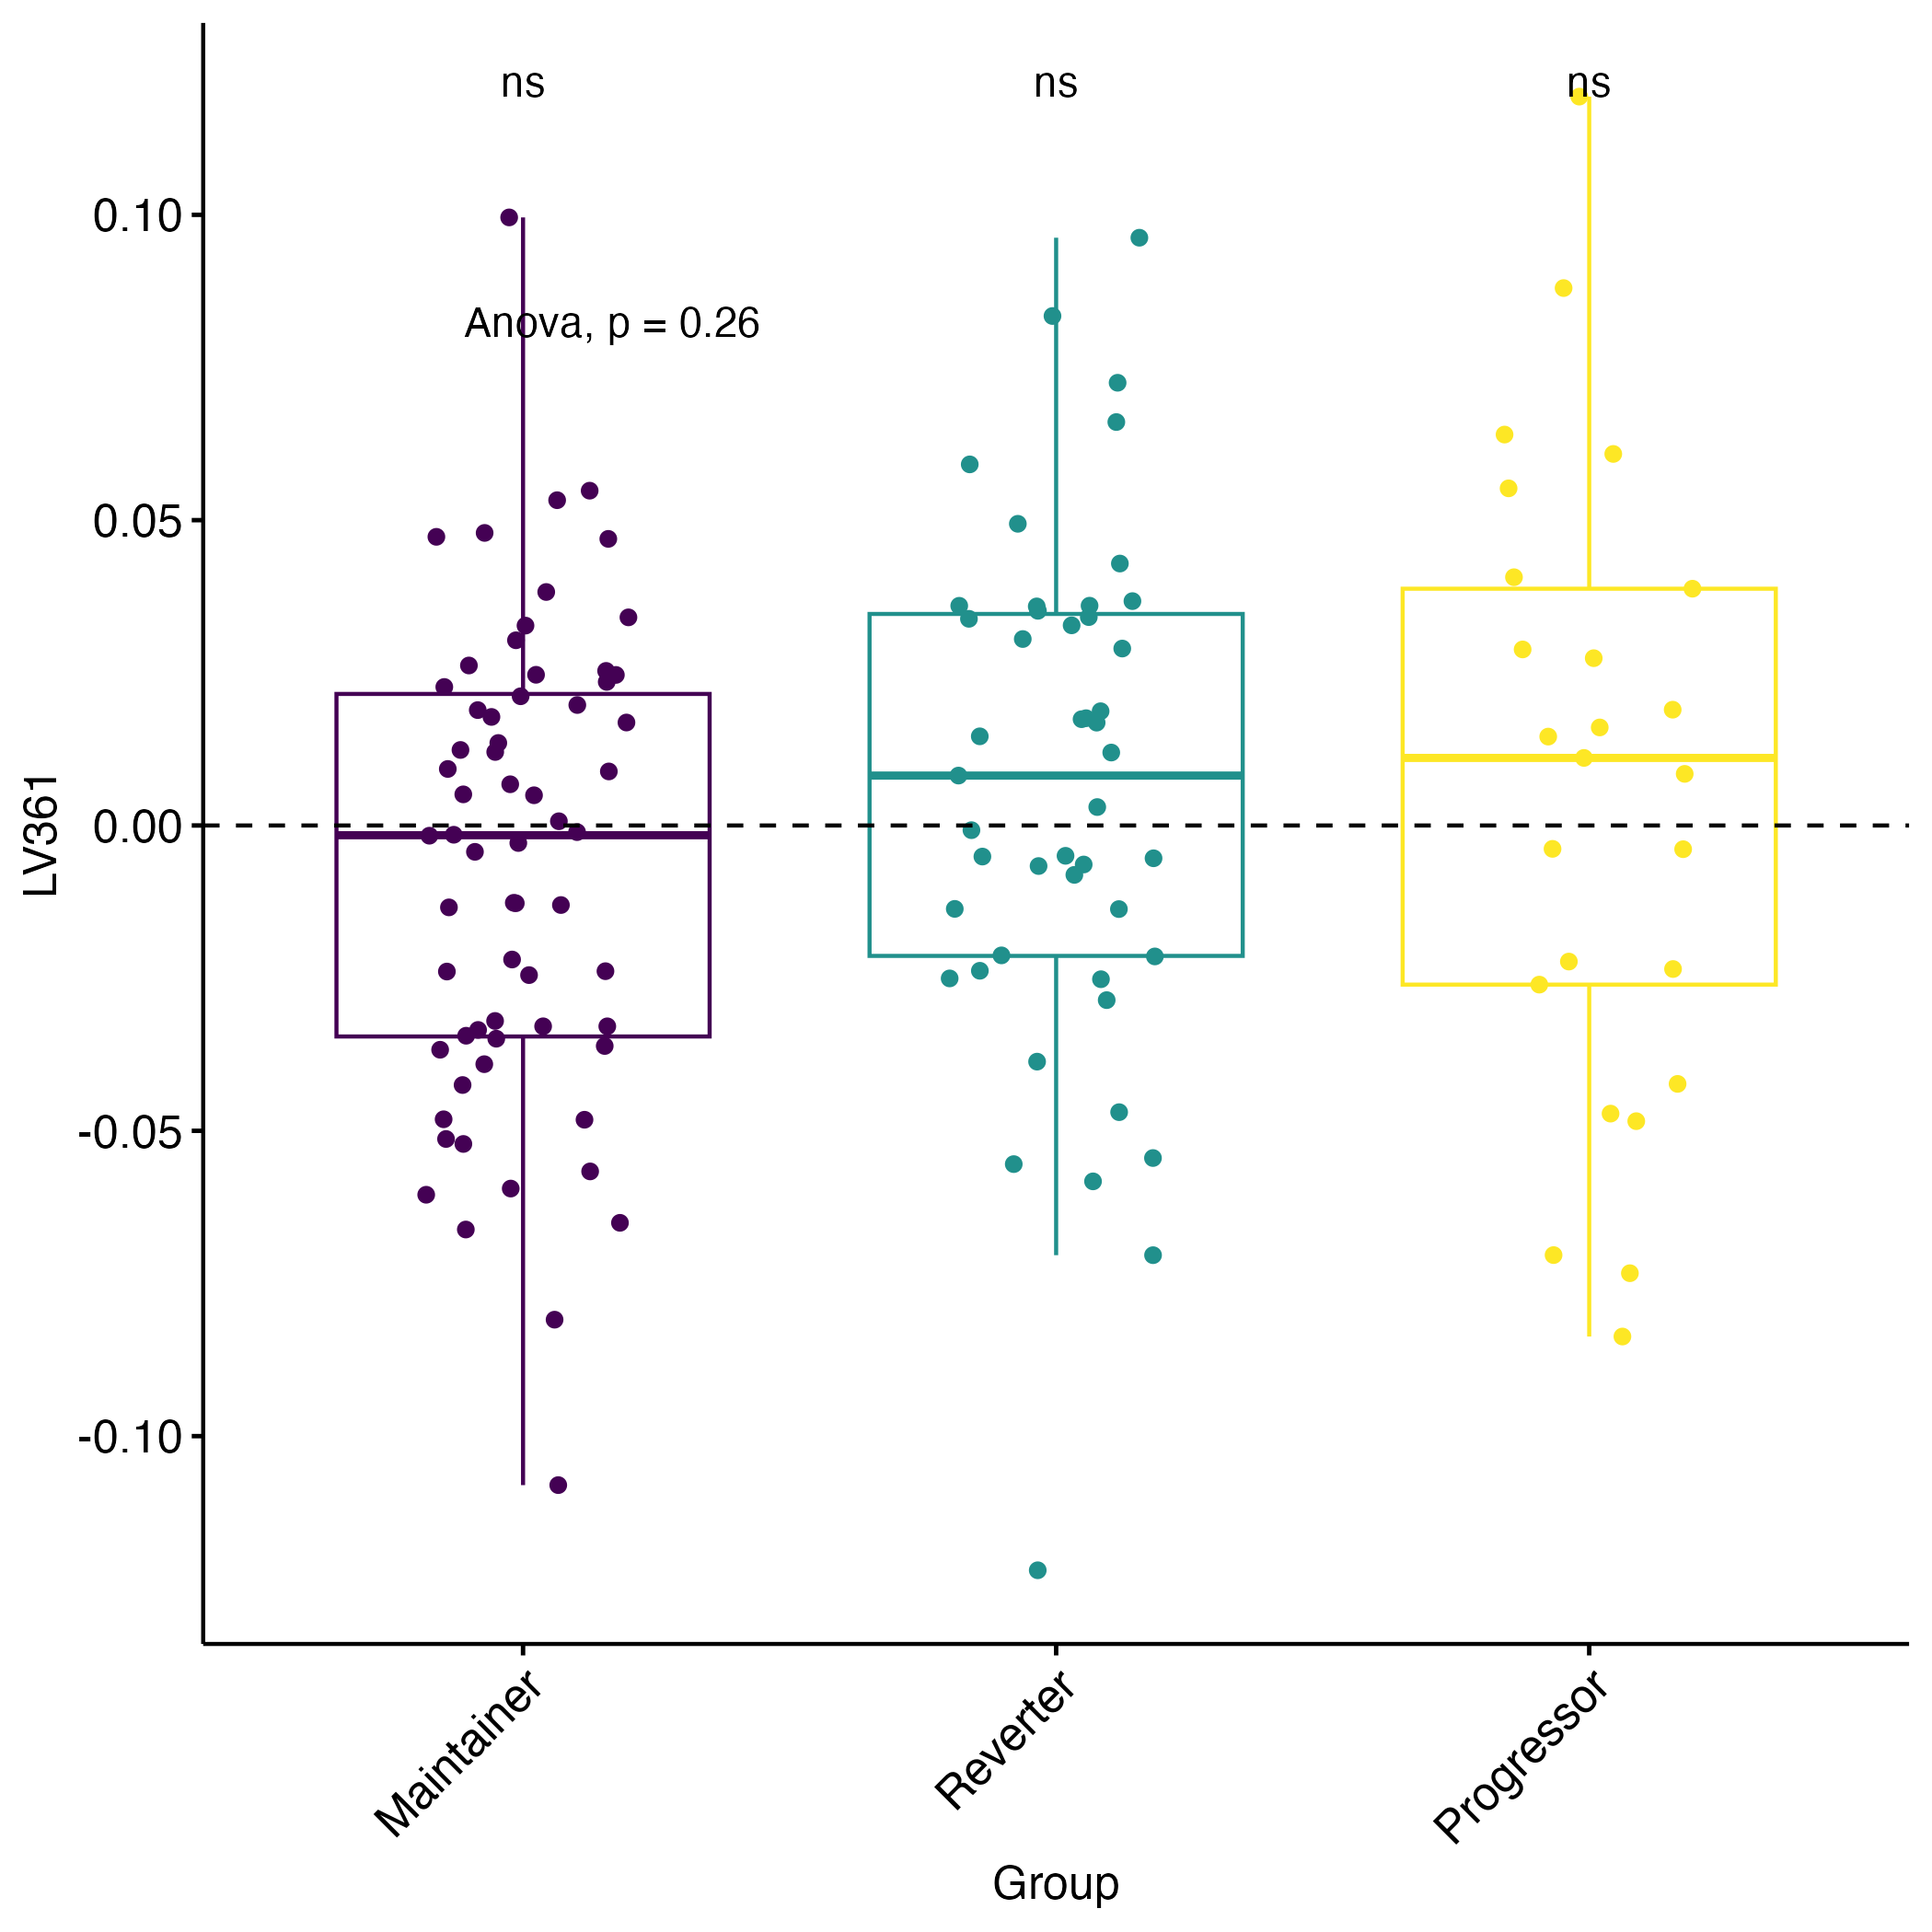 ns ns ns
Anova, p = 0.26
0.10
0.05
0.00
-0.05
-0.10
LV361
Maintainer
Reverter
Progressor
Group